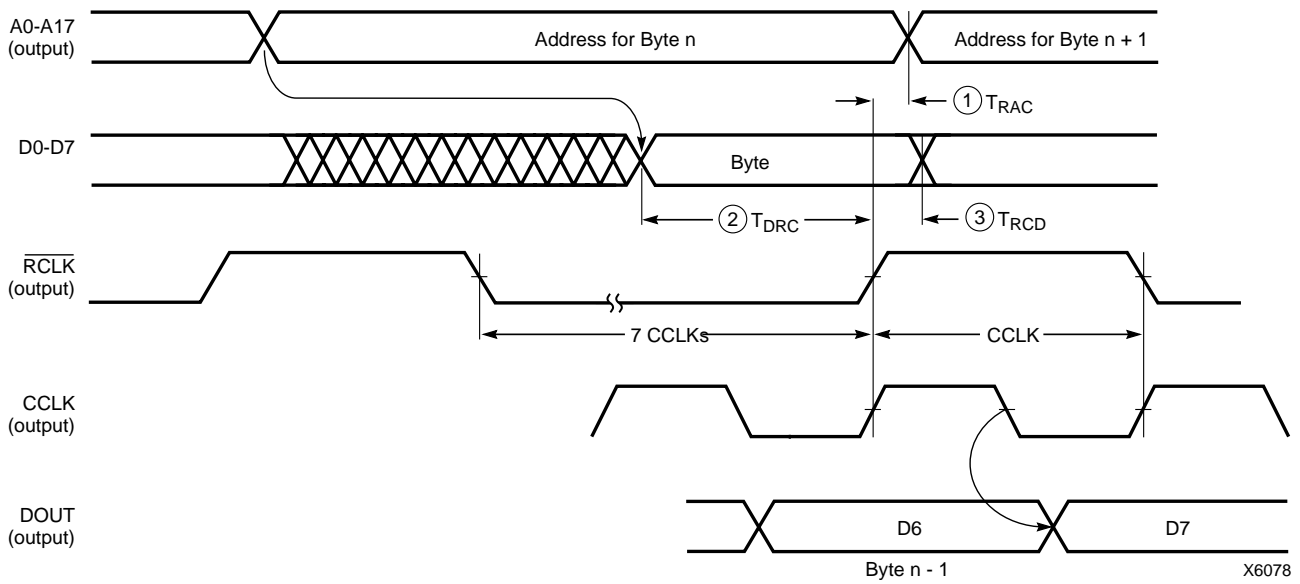 A0-A17
(output)
Address for Byte n
Address for Byte n + 1
1 TRAC
D0-D7
Byte
2 TDRC
3 TRCD
RCLK
(output)
7 CCLKs
CCLK
CCLK
(output)
DOUT
(output)
D6
D7
Byte n - 1
X6078